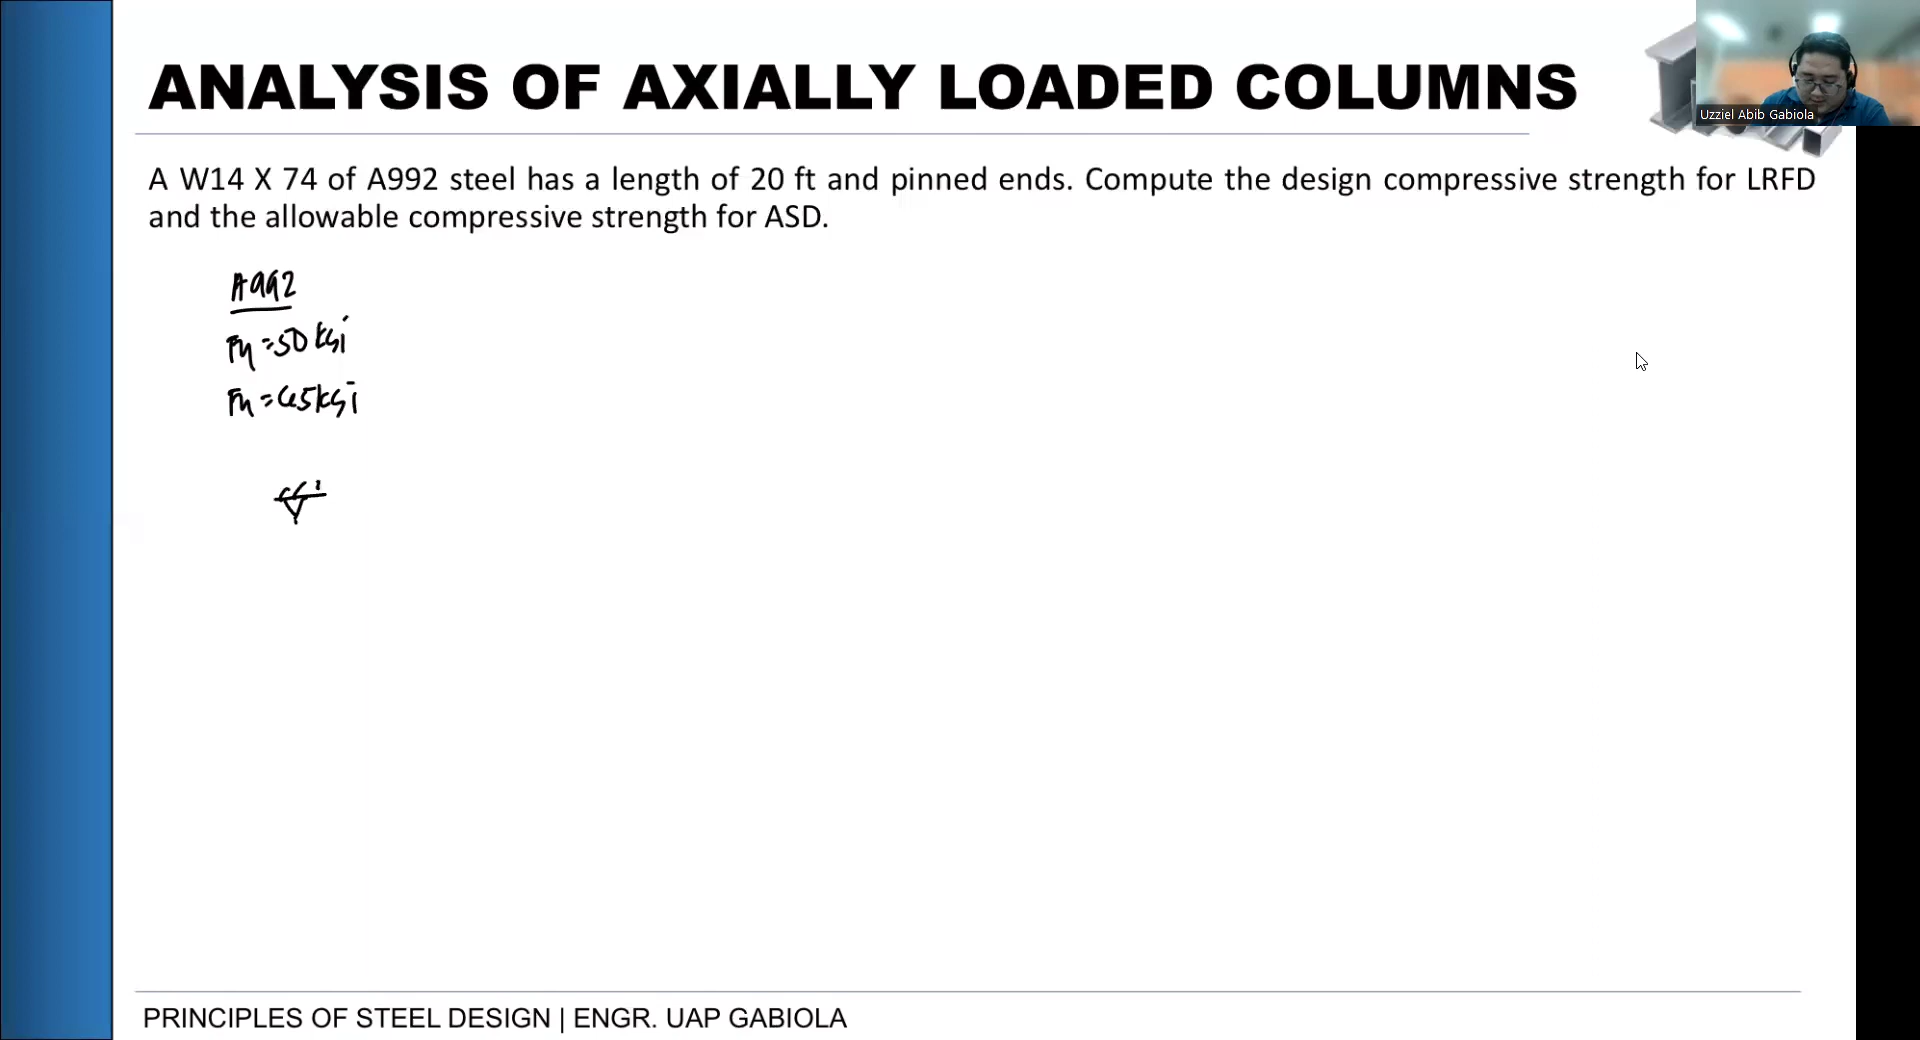 ANALYSIS OF AXIALLY LOADED COLUMNS
Uzziel Abib Gabiola
A W14 X 74 of A992 steel has a length of 20 ft and pinned ends. Compute the design compressive strength for LRFD
and the allowable compressive strength for ASD.
A992
Fy = 50 ksi
Fu = 65 ksi
PRINCIPLES OF STEEL DESIGN | ENGR. UAP GABIOLA